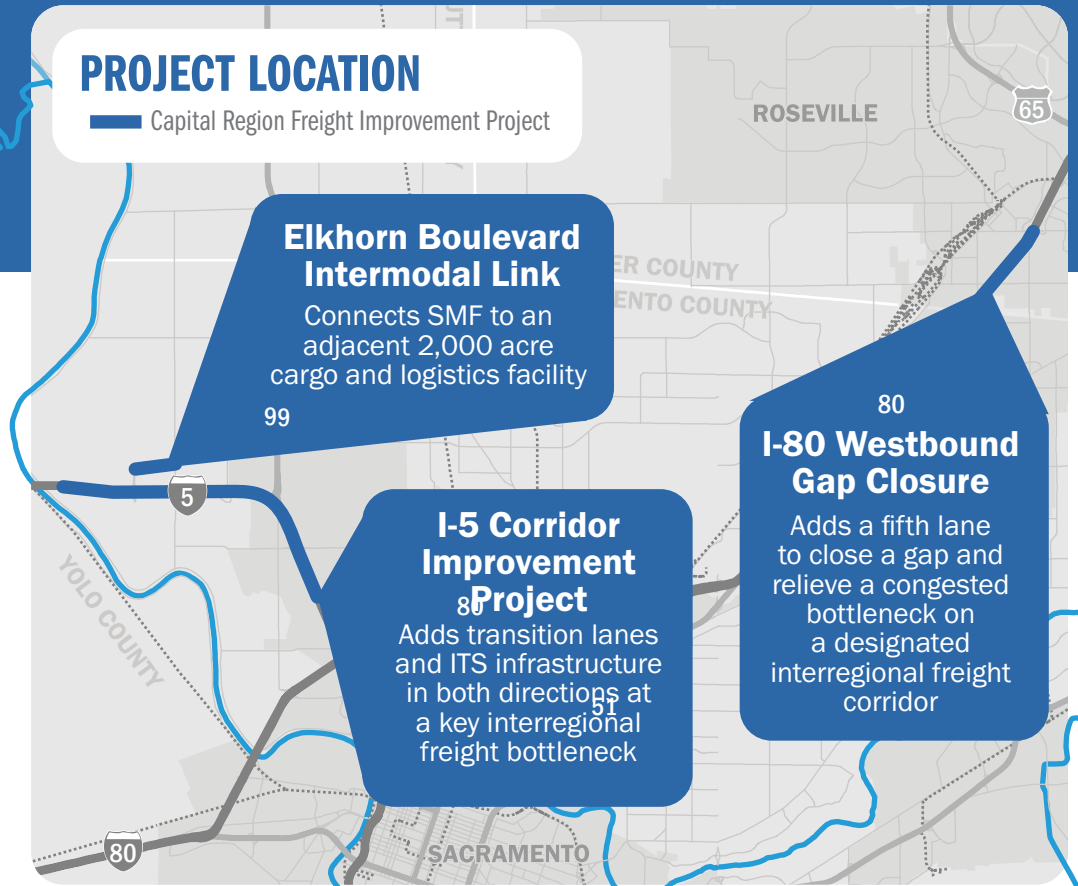 PROJECT LOCATION
Capital Region Freight Improvement Project
ROSEVILLE
65
Elkhorn Boulevard
Intermodal Link
Connects SMF to an
adjacent 2,000 acre
cargo and logistics facility
99
ER COUNTY
ENTO COUNTY
80
I-80 Westbound
Gap Closure
Adds a fifth lane
to close a gap and
relieve a congested
bottleneck on
a designated
interregional freight
corridor
5
I-5 Corridor
Improvement
Project
80
Adds transition lanes
and ITS infrastructure
in both directions at
51
a key interregional
freight bottleneck
YOLO COUNTY
80
SACRAMENTO